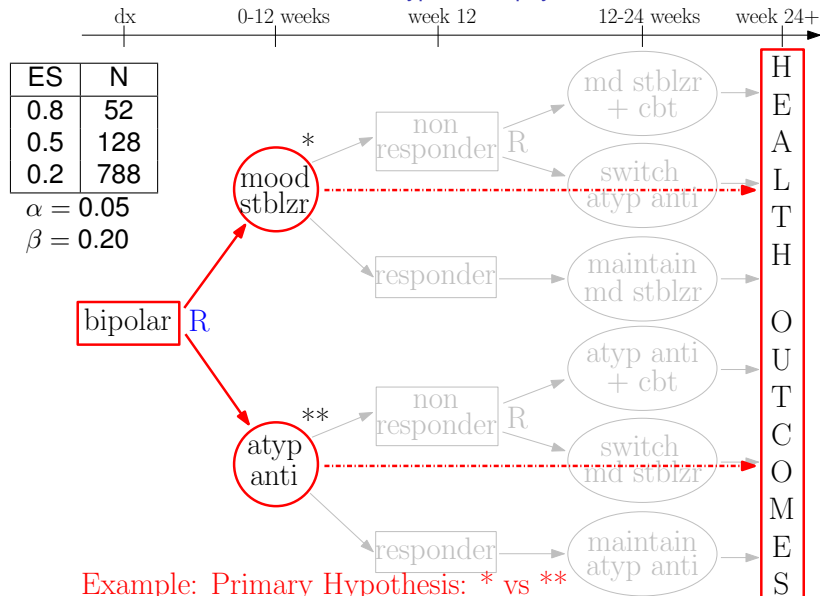 dx 0-12 weeks week 12 12-24 weeks week 24+
ES N
0.8 52
0.5 128
0.2 788
α = 0.05
β = 0.20
bipolar R
*
mood
stblzr
non
responder R
md stblzr
+ cbt
switch
atyp anti
responder
maintain
md stblzr
**
atyp
anti
non
responder R
atyp anti
+ cbt
switch
md stblzr
responder
maintain
atyp anti
H
E
A
L
T
H
O
U
T
C
O
M
E
S
Example: Primary Hypothesis: * vs **